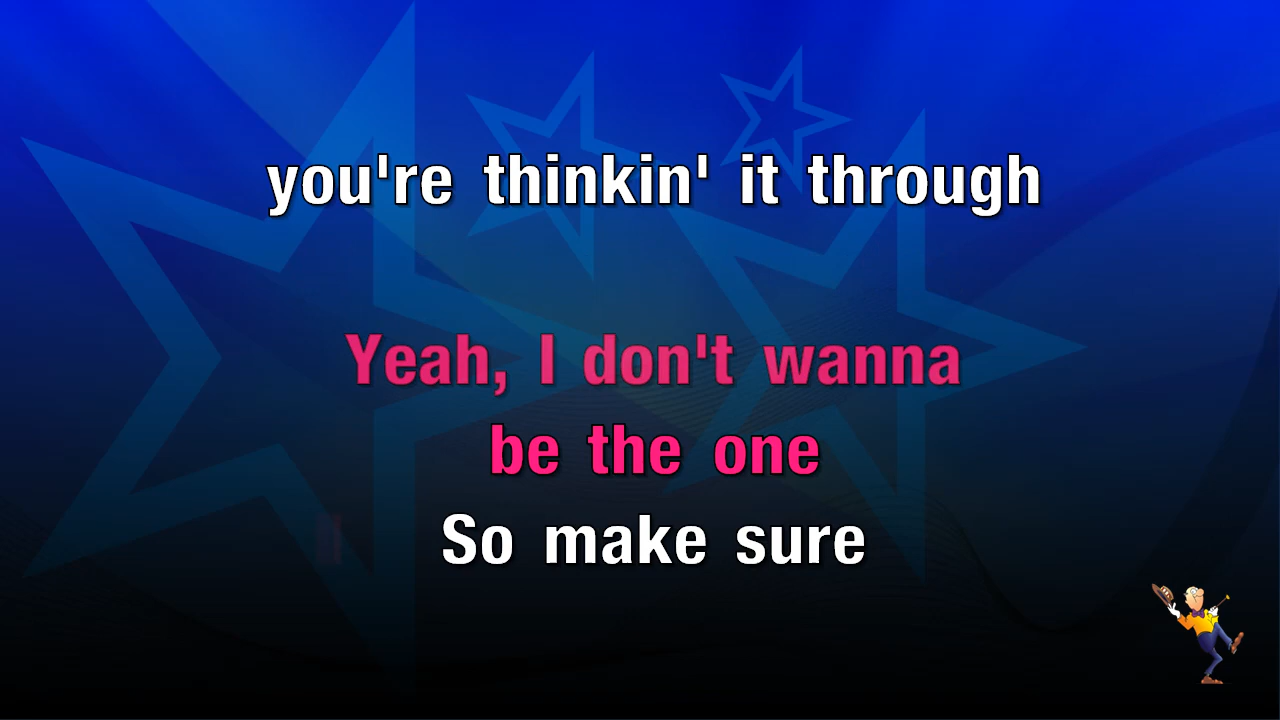 you're thinkin' it through
Yeah, I don't wanna
be the one
So make sure